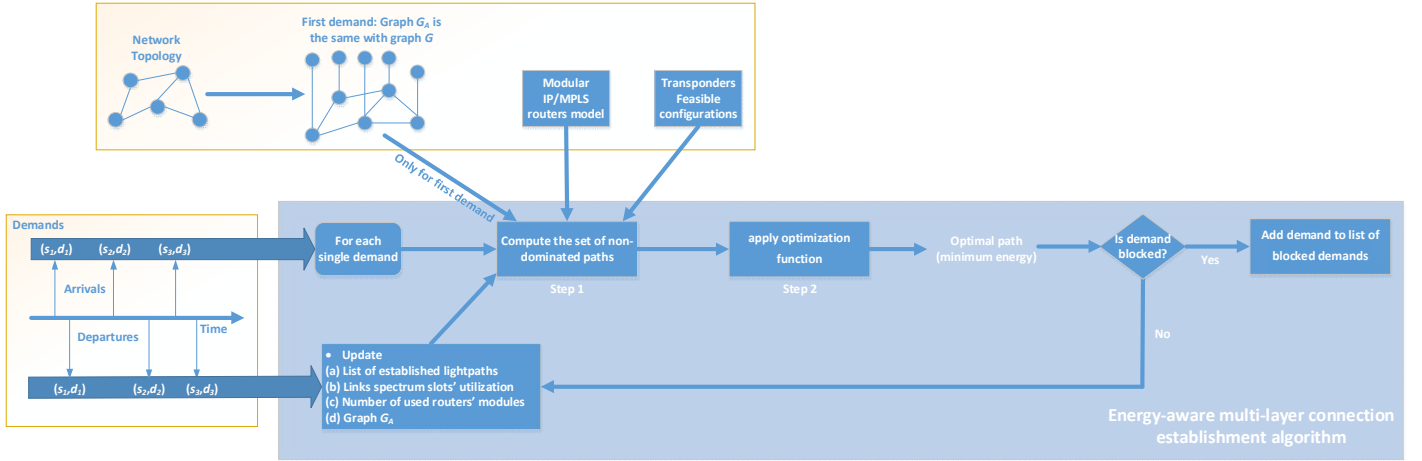 Network
Topology
First demand: Graph G_A is
the same with graph G
Modular
IP/MPLS
routers model
Transponders
Feasible
configurations
Only for first demand
Demands
(s1,d1) (s2,d2) (s3,d3)
Arrivals
Time
Departures
(s1,d1) (s2,d2) (s3,d3)
For each
single demand
Compute the set of non-
dominated paths
Step 1
apply optimization
function
Step 2
Optimal path
(minimum energy)
Is demand
blocked?
Yes
Add demand to list of
blocked demands
No
• Update
(a) List of established lightpaths
(b) Links spectrum slots' utilization
(c) Number of used routers' modules
(d) Graph G_A
Energy-aware multi-layer connection
establishment algorithm